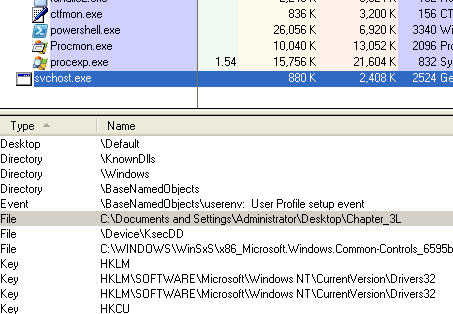 ctfmon.exe 836 K 3,200 K 156 CT
powershell.exe 26,056 K 6,920 K 3340 Wi
Procmon.exe 10,040 K 13,052 K 2096 Pro
procexp.exe 1.54 15,756 K 21,604 K 832 Sy
svchost.exe 880 K 2,408 K 2524 Ge
Type Name
Desktop \Default
Directory \KnownDlls
Directory \Windows
Directory \BaseNamedObjects
Event \BaseNamedObjects\userenv: User Profile setup event
File C:\Documents and Settings\Administrator\Desktop\Chapter_3L
File \Device\KsecDD
File C:\WINDOWS\WinSxS\x86_Microsoft.Windows.Common-Controls_6595b
Key HKLM
Key HKLM\SOFTWARE\Microsoft\Windows NT\CurrentVersion\Drivers32
Key HKLM\SOFTWARE\Microsoft\Windows NT\CurrentVersion\Drivers32
Key HKCU